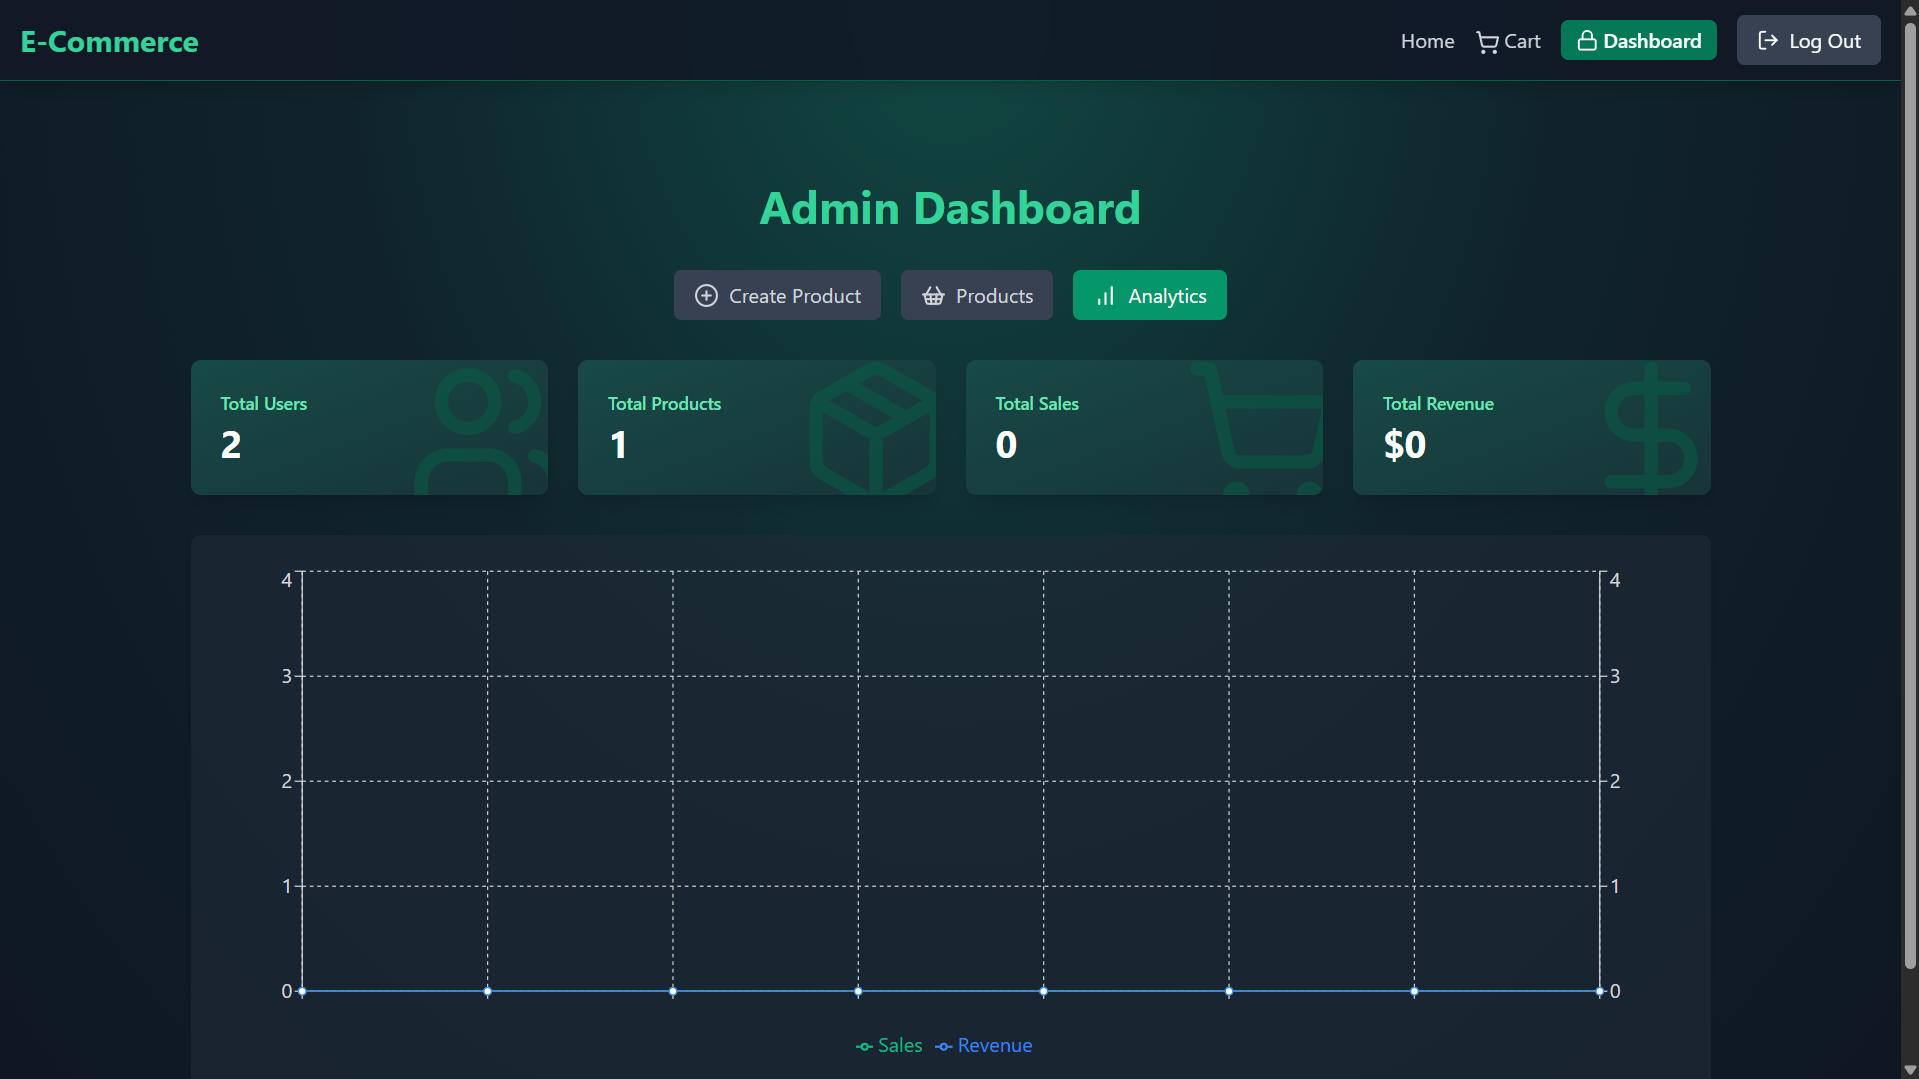 E-Commerce
Home Cart Dashboard Log Out
Admin Dashboard
Create Product Products Analytics
Total Users
2
Total Products
1
Total Sales
0
Total Revenue
$0
4 4
3 3
2 2
1 1
0 0
Sales Revenue